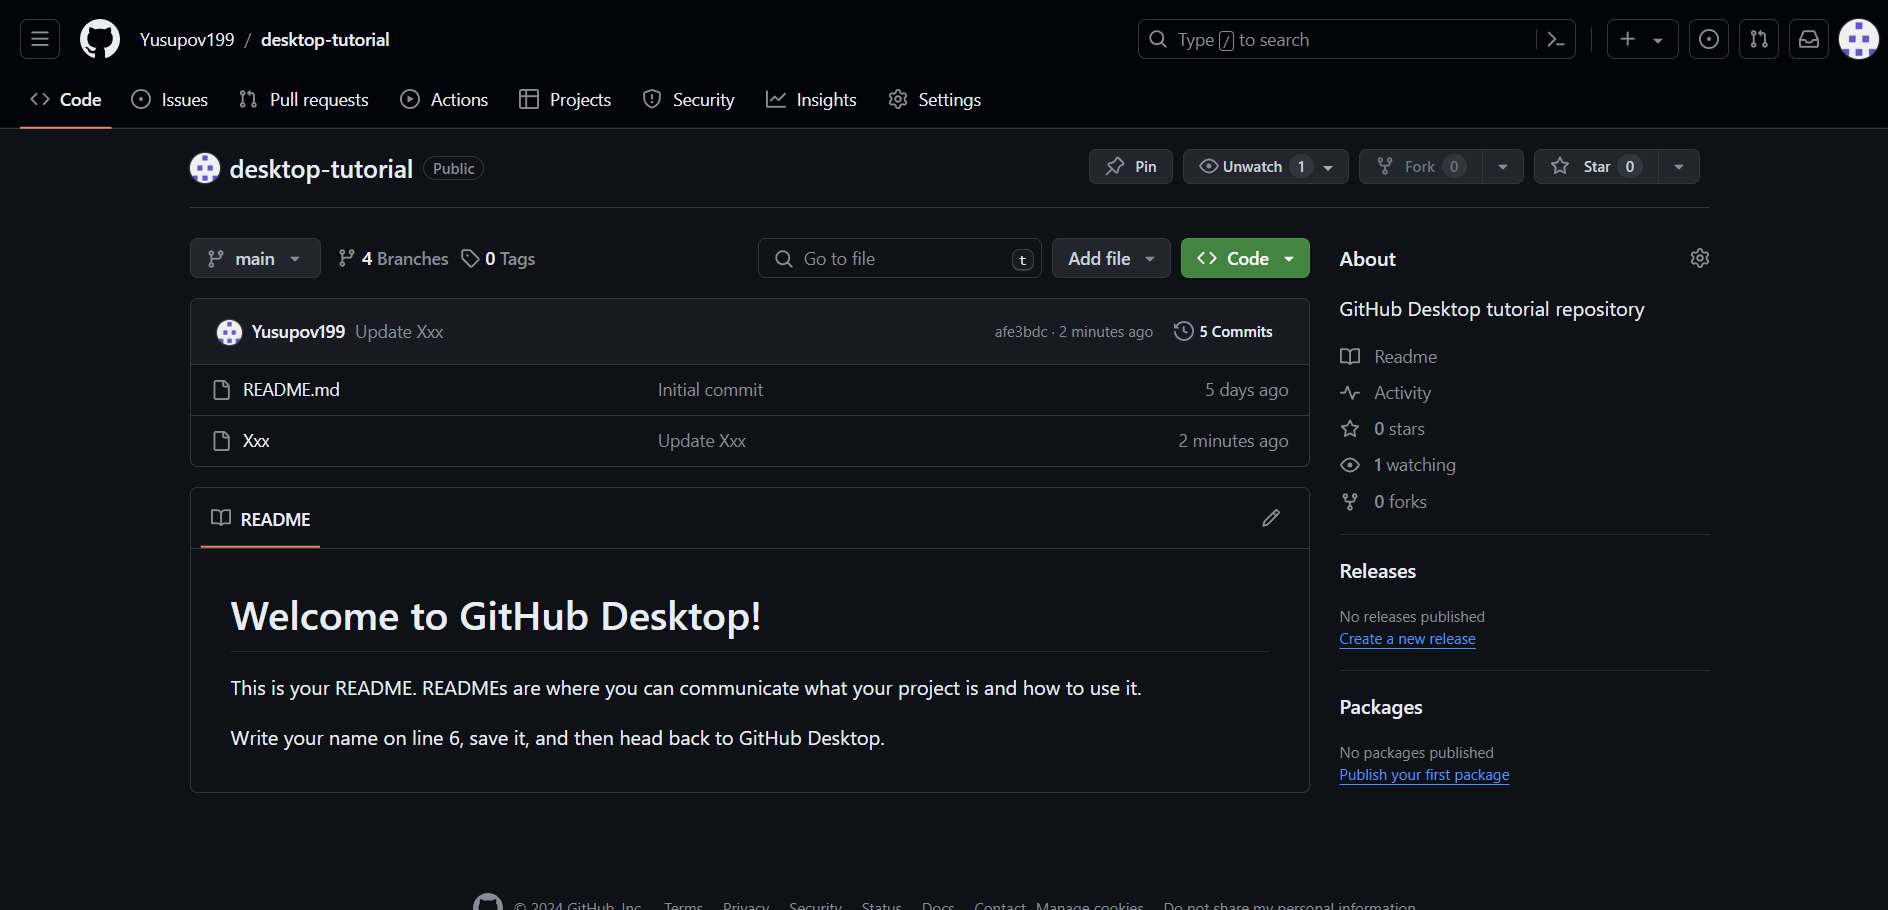 Yusupov199 / desktop-tutorial
Type / to search
Code Issues Pull requests Actions Projects Security Insights Settings
desktop-tutorial Public
Pin Unwatch 1 Fork 0 Star 0
main 4 Branches 0 Tags Go to file t Add file Code
Yusupov199 Update Xxx afe3bdc · 2 minutes ago 5 Commits
README.md Initial commit 5 days ago
Xxx Update Xxx 2 minutes ago
README
Welcome to GitHub Desktop!
This is your README. READMEs are where you can communicate what your project is and how to use it.
Write your name on line 6, save it, and then head back to GitHub Desktop.
About
GitHub Desktop tutorial repository
Readme
Activity
0 stars
1 watching
0 forks
Releases
No releases published
Create a new release
Packages
No packages published
Publish your first package
© 2024 GitHub, Inc. Terms Privacy Security Status Docs Contact Manage cookies Do not share my personal information